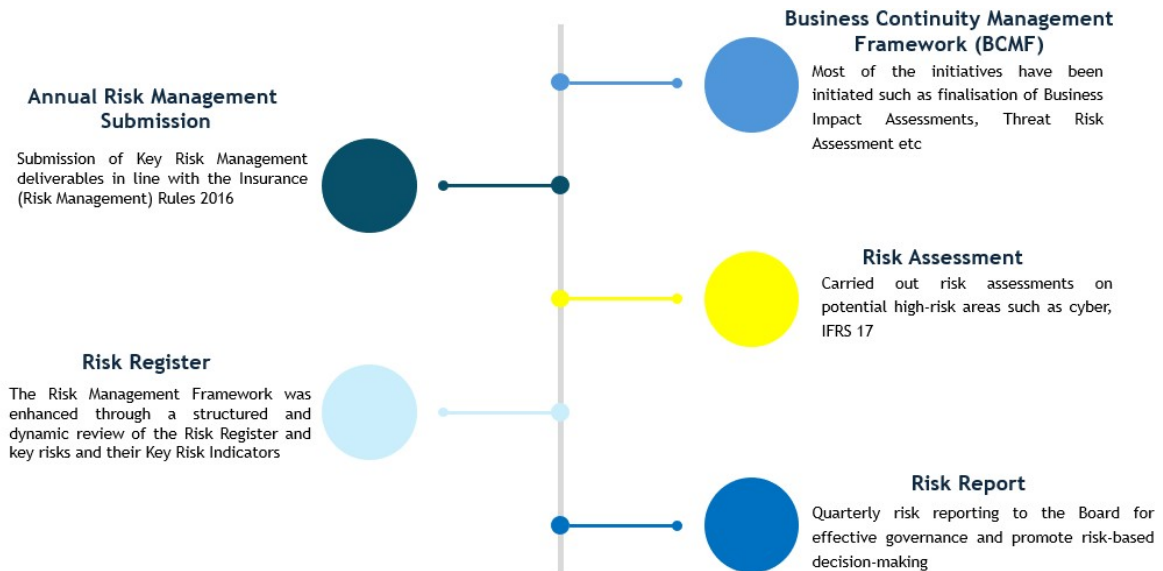 Business Continuity Management
Framework (BCMF)
Most of the initiatives have been
initiated such as finalisation of Business
Impact Assessments, Threat Risk
Assessment etc
Annual Risk Management
Submission
Submission of Key Risk Management
deliverables in line with the Insurance
(Risk Management) Rules 2016
Risk Assessment
Carried out risk assessments on
potential high-risk areas such as cyber,
IFRS 17
Risk Register
The Risk Management Framework was
enhanced through a structured and
dynamic review of the Risk Register and
key risks and their Key Risk Indicators
Risk Report
Quarterly risk reporting to the Board for
effective governance and promote risk-based
decision-making